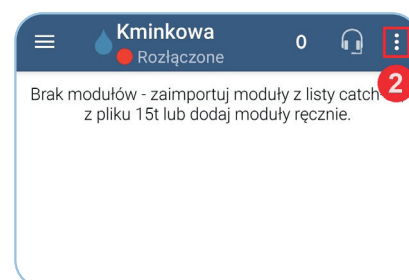 Kminkowa
Rozłączone
0
2
Brak modułów - zaimportuj moduły z listy catch-
z pliku 15t lub dodaj moduły ręcznie.